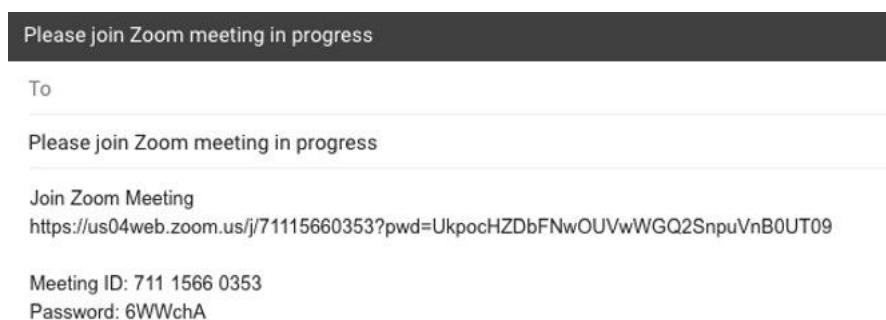 Please join Zoom meeting in progress
To
Please join Zoom meeting in progress
Join Zoom Meeting
https://us04web.zoom.us/j/71115660353?pwd=UkpocHZDbFNwOUVwWGQ2SnpuVnB0UT09
Meeting ID: 711 1566 0353
Password: 6WWchA